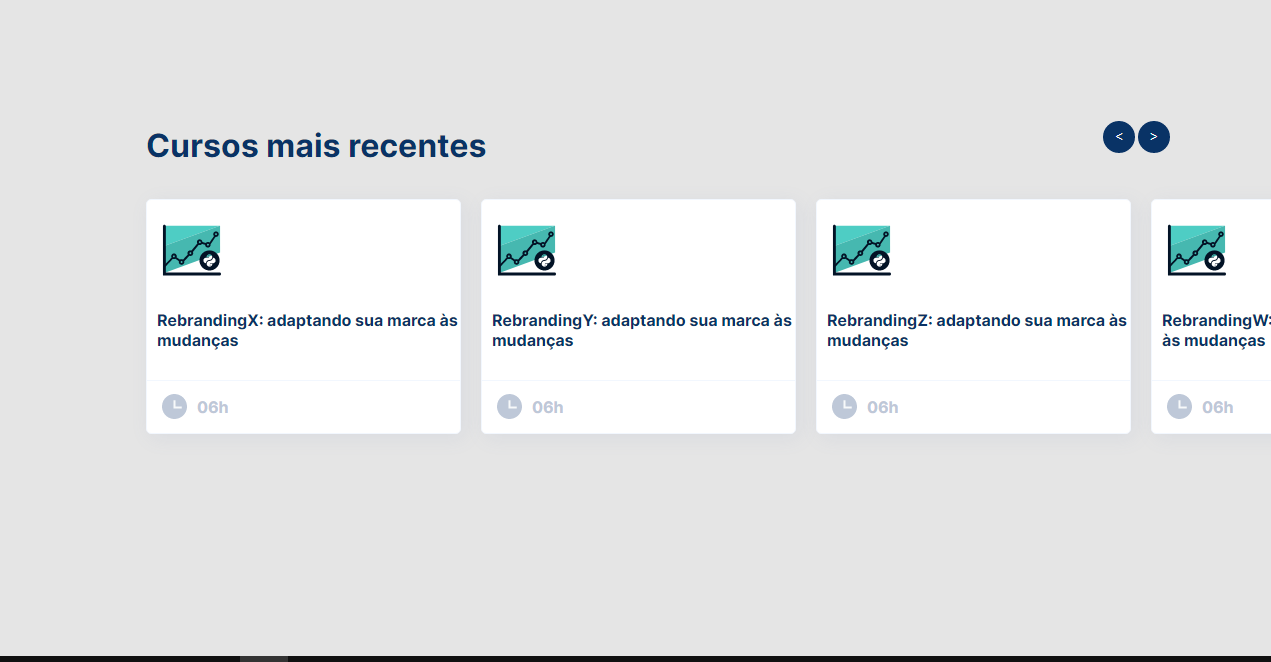 Cursos mais recentes
< >
RebrandingX: adaptando sua marca às
mudanças
06h
RebrandingY: adaptando sua marca às
mudanças
06h
RebrandingZ: adaptando sua marca às
mudanças
06h
RebrandingW:
às mudanças
06h